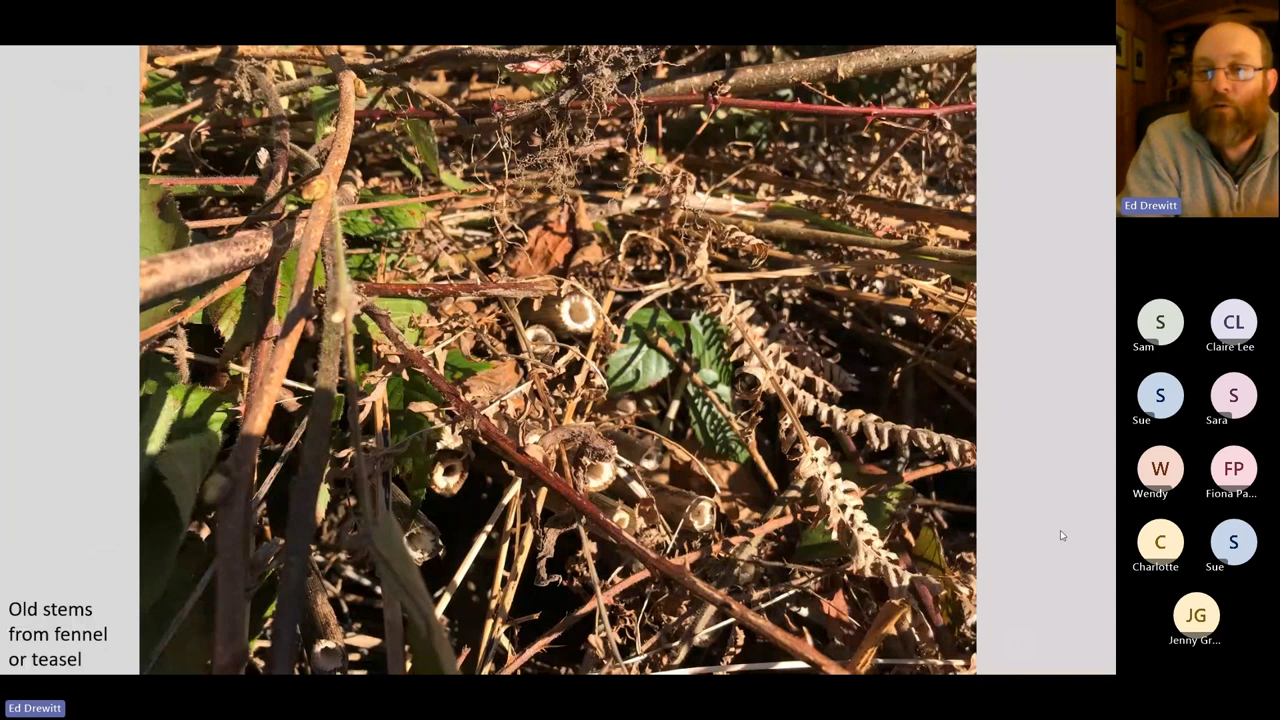 Old stems
from fennel
or teasel
Ed Drewitt
Ed Drewitt
S
Sam
CL
Claire Lee
S
Sue
S
Sara
W
Wendy
FP
Fiona Pa...
C
Charlotte
S
Sue
JG
Jenny Gr...